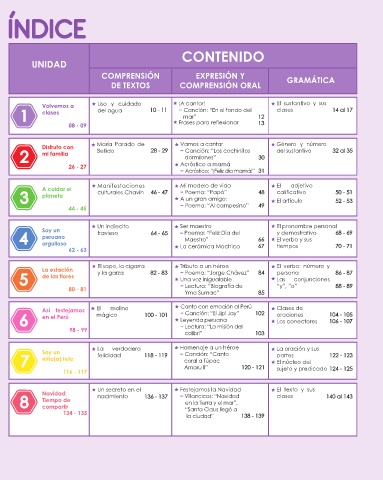 ÍNDICE
UNIDAD
CONTENIDO
COMPRENSIÓN
DE TEXTOS
EXPRESIÓN Y
COMPRENSIÓN ORAL
GRAMÁTICA
1
Volvemos a
clases
08 - 09
★ Uso y cuidado
del agua 10 - 11
★ ¡A cantar!
– Canción: "En el fondo del
mar" 12
★ Frases para reflexionar 13
★ El sustantivo y sus
clases 14 al 17
2
Disfruto con
mi familia
26 - 27
★ María Parado de
Bellido 28 - 29
★ Vamos a cantar
– Canción: "Los cochinitos
dormilones" 30
★ Acróstico a mamá
– Acróstico: "¡Feliz día mamá!" 31
★ Género y número
del sustantivo 32 al 35
3
A cuidar el
planeta
44 - 45
★ Manifestaciones
culturales Chavín 46 - 47
★ Mi modelo de vida
– Poema: "Papá" 48
★ A un gran amigo:
– Poema: "Al campesino" 49
★ El adjetivo
calificativo 50 - 51
★ El artículo 52 - 53
4
Soy un
peruano
orgulloso
62 - 63
★ Un indiecito
travieso 64 - 65
★ Ser maestro
– Poema: "Feliz Día del
Maestro" 66
★ La cerámica Mochica 67
★ El pronombre personal
y demostrativo 68 - 69
★ El verbo y sus
tiempos 70 - 71
5
La estación
de las flores
80 - 81
★ El sapo, la cigarra
y la garza 82 - 83
★ Tributo a un héroe
– Poema: "Jorge Chávez" 84
★ Una voz inigualable
– Lectura: "Biografía de
Yma Sumac" 85
★ El verbo: número y
persona 86 - 87
★ Las conjunciones
"y", "o" 88 - 89
6
Así festejamos
en el Perú
98 - 99
★ El molino
mágico 100 - 101
★ Canto con emoción al Perú
– Canción: "El Jipi Jay" 102
★ Leyenda peruana
– Lectura: "La misión del
colibrí" 103
★ Clases de
oraciones 104 - 105
★ Los conectores 106 - 107
7
Soy un
niño(a) feliz
116 - 117
★ La verdadera
felicidad 118 - 119
★ Homenaje a un héroe
– Canción: "Canto
coral a Túpac
Amaru II" 120 - 121
★ La oración y sus
partes 122 - 123
★ El núcleo del
sujeto y predicado 124 - 125
8
Navidad:
Tiempo de
compartir
134 - 135
★ Un secreto en el
nacimiento 136 - 137
★ Festejamos la Navidad
– Villancicos: "Navidad
en la tierra y el mar",
"Santa Claus llegó a
la ciudad" 138 - 139
★ El texto y sus
clases 140 al 143